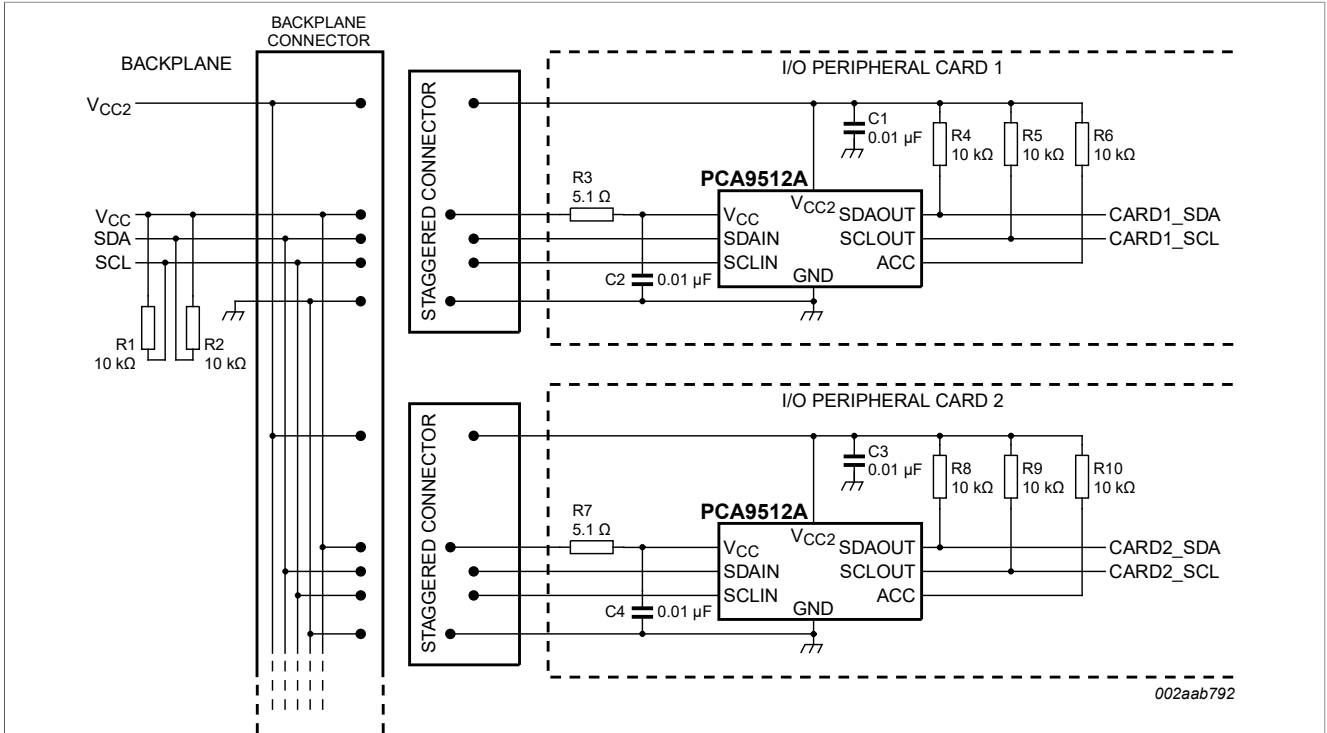 BACKPLANE
CONNECTOR
BACKPLANE
VCC2
VCC
SDA
SCL
R1
10 kΩ
R2
10 kΩ
STAGGERED CONNECTOR
I/O PERIPHERAL CARD 1
C1
0.01 µF
R4
10 kΩ
R5
10 kΩ
R6
10 kΩ
R3
5.1 Ω
PCA9512A
VCC
VCC2
SDAOUT
CARD1_SDA
SDAIN
SCLOUT
CARD1_SCL
SCLIN
ACC
GND
C2
0.01 µF
STAGGERED CONNECTOR
I/O PERIPHERAL CARD 2
C3
0.01 µF
R8
10 kΩ
R9
10 kΩ
R10
10 kΩ
R7
5.1 Ω
PCA9512A
VCC
VCC2
SDAOUT
CARD2_SDA
SDAIN
SCLOUT
CARD2_SCL
SCLIN
ACC
GND
C4
0.01 µF
002aab792